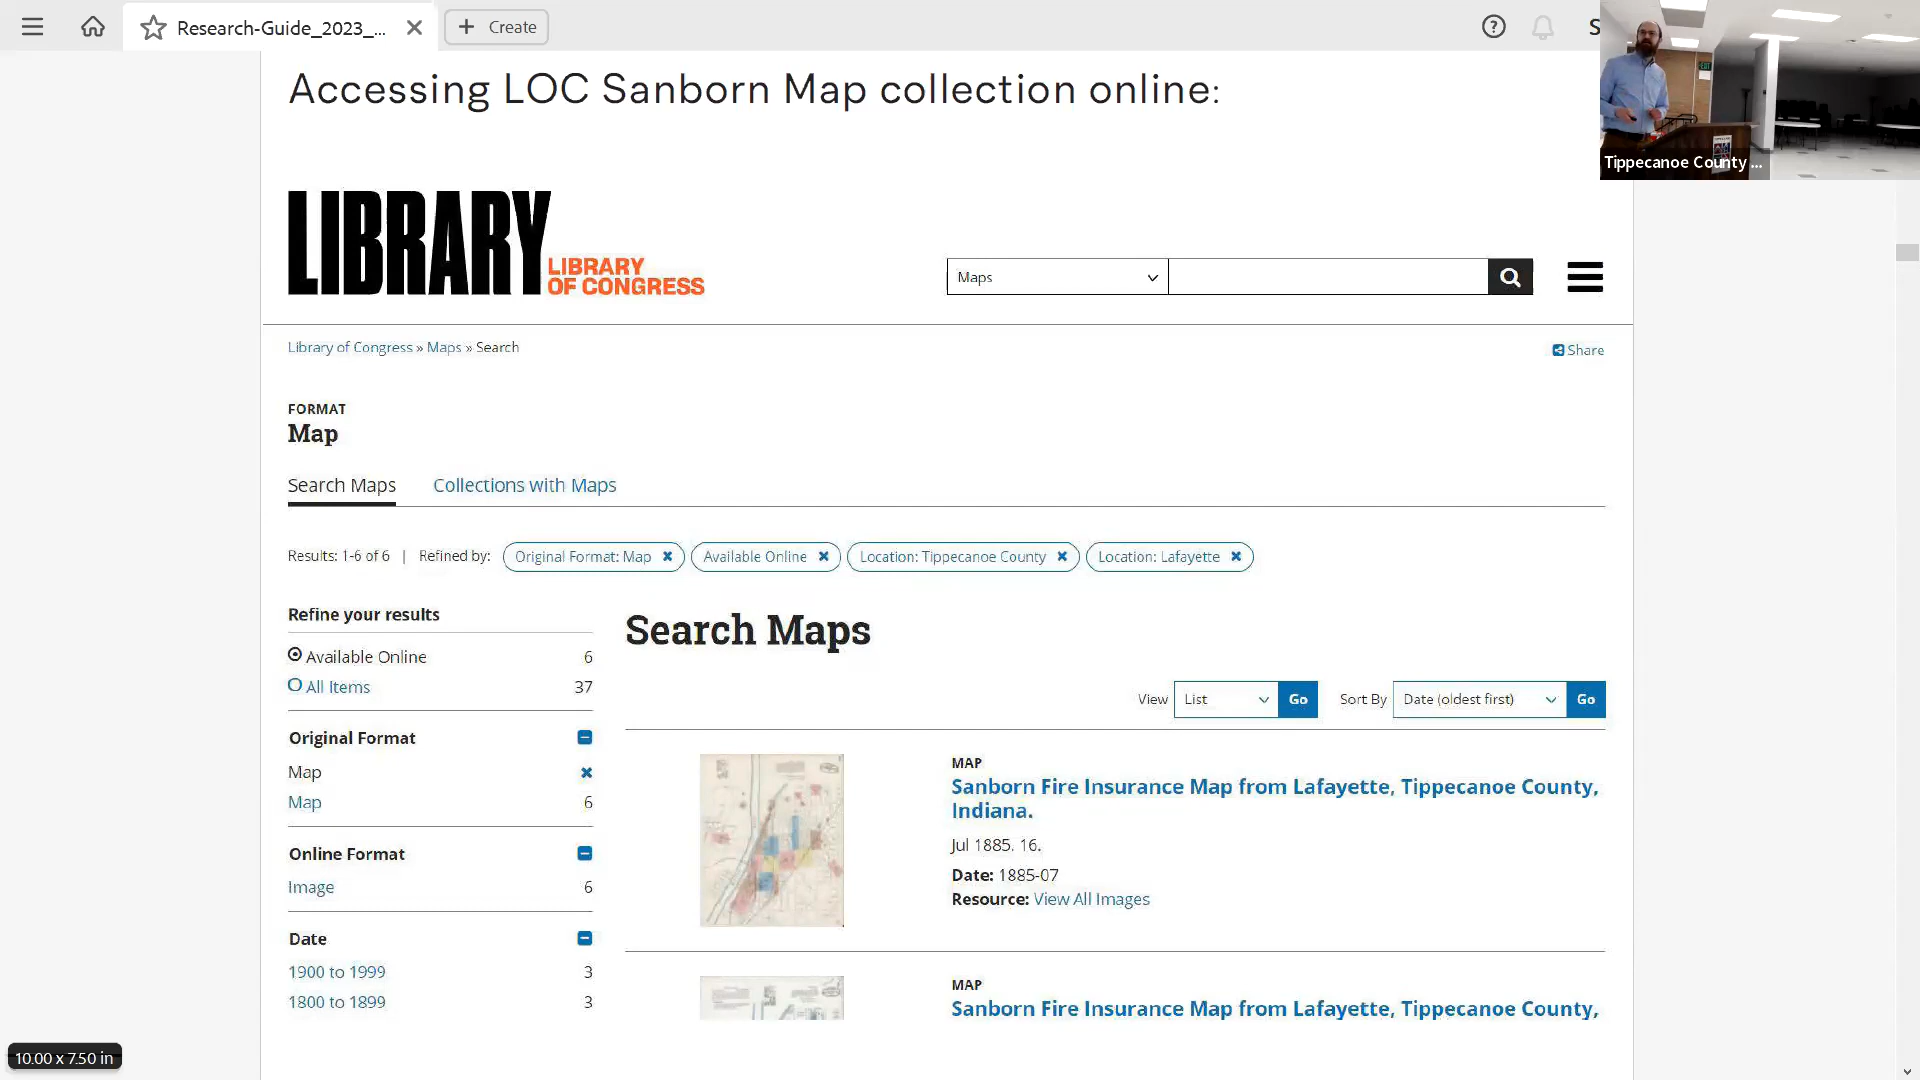 Research-Guide_2023_...
Create
S
Tippecanoe County ...
Accessing LOC Sanborn Map collection online:
LIBRARY
LIBRARY
OF CONGRESS
Maps
Library of Congress » Maps » Search
Share
FORMAT
Map
Search Maps Collections with Maps
Results: 1-6 of 6 | Refined by: Original Format: Map Available Online Location: Tippecanoe County Location: Lafayette
Refine your results
Available Online 6
All Items 37
Original Format
Map
Map 6
Online Format
Image 6
Date
1900 to 1999 3
1800 to 1899 3
Search Maps
View List Go Sort By Date (oldest first) Go
MAP
Sanborn Fire Insurance Map from Lafayette, Tippecanoe County,
Indiana.
Jul 1885. 16.
Date: 1885-07
Resource: View All Images
MAP
Sanborn Fire Insurance Map from Lafayette, Tippecanoe County,
10.00 x 7.50 in